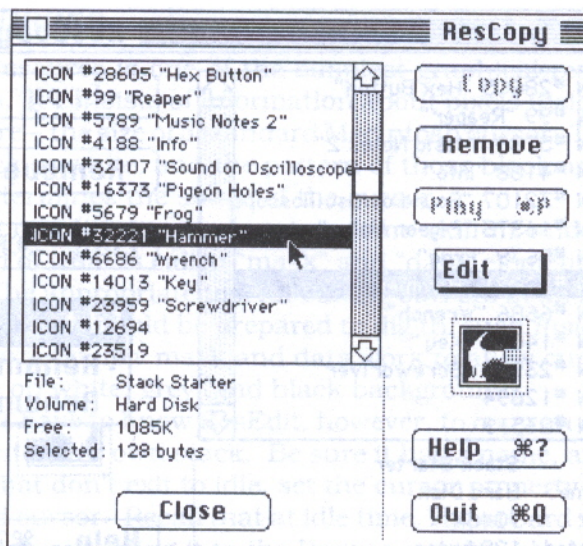 ResCopy
ICON #28605 "Hex Button"
ICON #99 "Reaper"
ICON #5789 "Music Notes 2"
ICON #4188 "Info"
ICON #32107 "Sound on Oscilloscope
ICON #16373 "Pigeon Holes"
ICON #5679 "Frog"
ICON #32221 "Hammer"
ICON #6686 "Wrench"
ICON #14013 "Key"
ICON #23959 "Screwdriver"
ICON #12694
ICON #23519
File: Stack Starter
Volume: Hard Disk
Free: 1085K
Selected: 128 bytes
Close
Copy
Remove
Play ⌘P
Edit
Help ⌘?
Quit ⌘Q